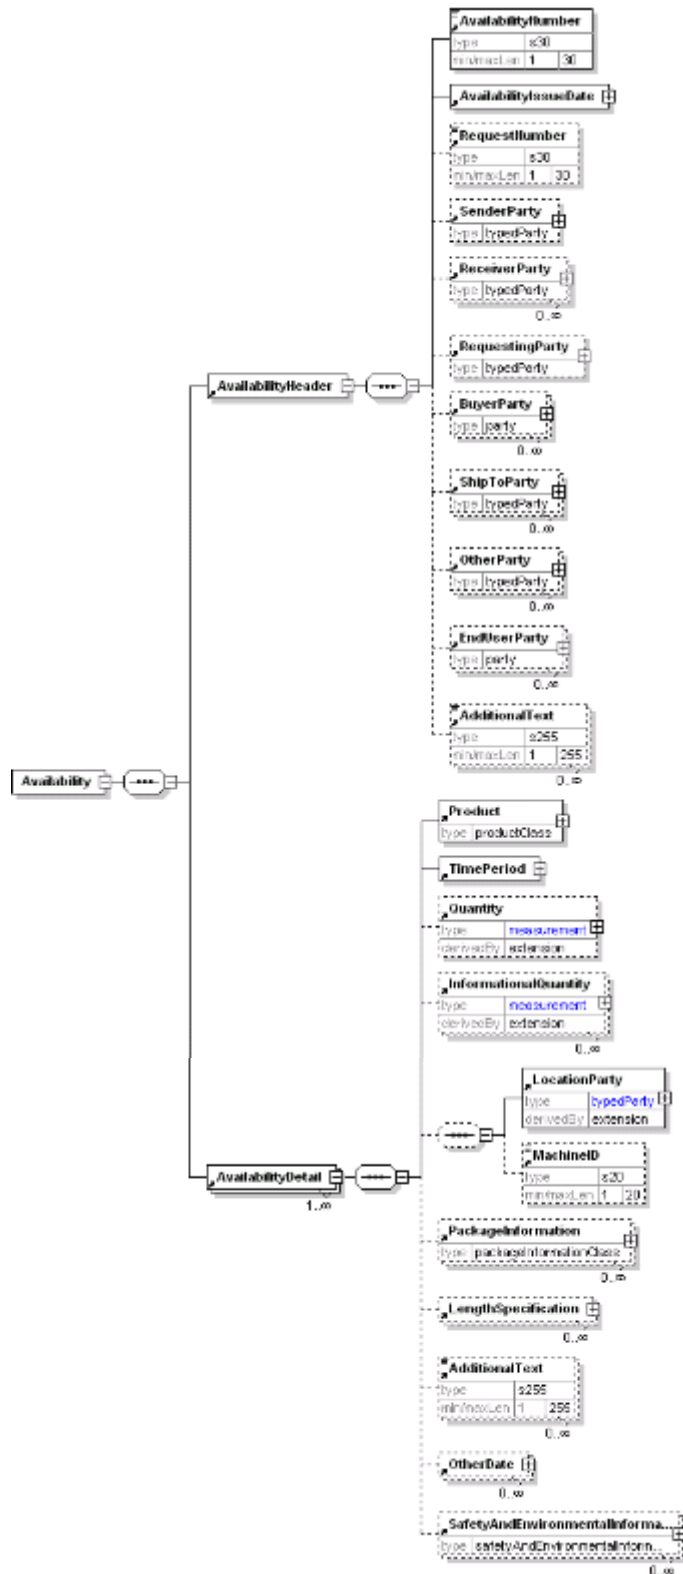 AvailabilityNumber
type s30
min/maxLen 1 30
AvailabilityIssueDate
RequestNumber
type s30
min/maxLen 1 30
SenderParty
type typedParty
ReceiverParty
type typedParty
0..∞
RequestingParty
type typedParty
AvailabilityHeader
BuyerParty
type party
0..∞
ShipToParty
type typedParty
0..∞
OtherParty
type typedParty
0..∞
EndUserParty
type party
0..∞
AdditionalText
type s255
min/maxLen 1 255
0..∞
Availability
Product
type productClass
TimePeriod
Quantity
type measurement
derivedBy extension
InformationalQuantity
type measurement
derivedBy extension
0..∞
LocationParty
type typedParty
derivedBy extension
MachineID
type s20
min/maxLen 1 20
AvailabilityDetail
1..∞
PackageInformation
type packageInformationClass
0..∞
LengthSpecification
0..∞
AdditionalText
type s255
min/maxLen 1 255
0..∞
OtherDate
0..∞
SafetyAndEnvironmentalInforma...
type safetyAndEnvironmentalInform...
0..∞